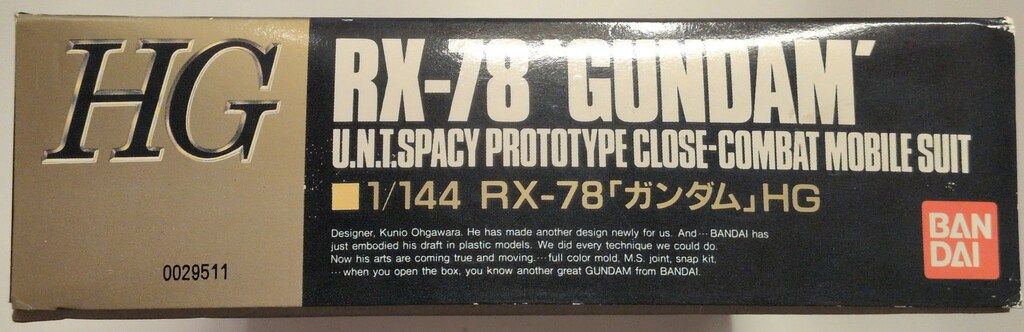 HG
0029511
RX-78 'GUNDAM'
U.N.T.SPACY PROTOTYPE CLOSE-COMBAT MOBILE SUIT
1/144 RX-78「ガンダム」HG
Designer, Kunio Ohgawara. He has made another design newly for us. And… BANDAI has
just embodied his draft in plastic models. We did every technique we could do.
Now his arts are coming true and moving.… full color mold, M.S. joint, snap kit.
… when you open the box, you know another great GUNDAM from BANDAI.
BAN
DAI